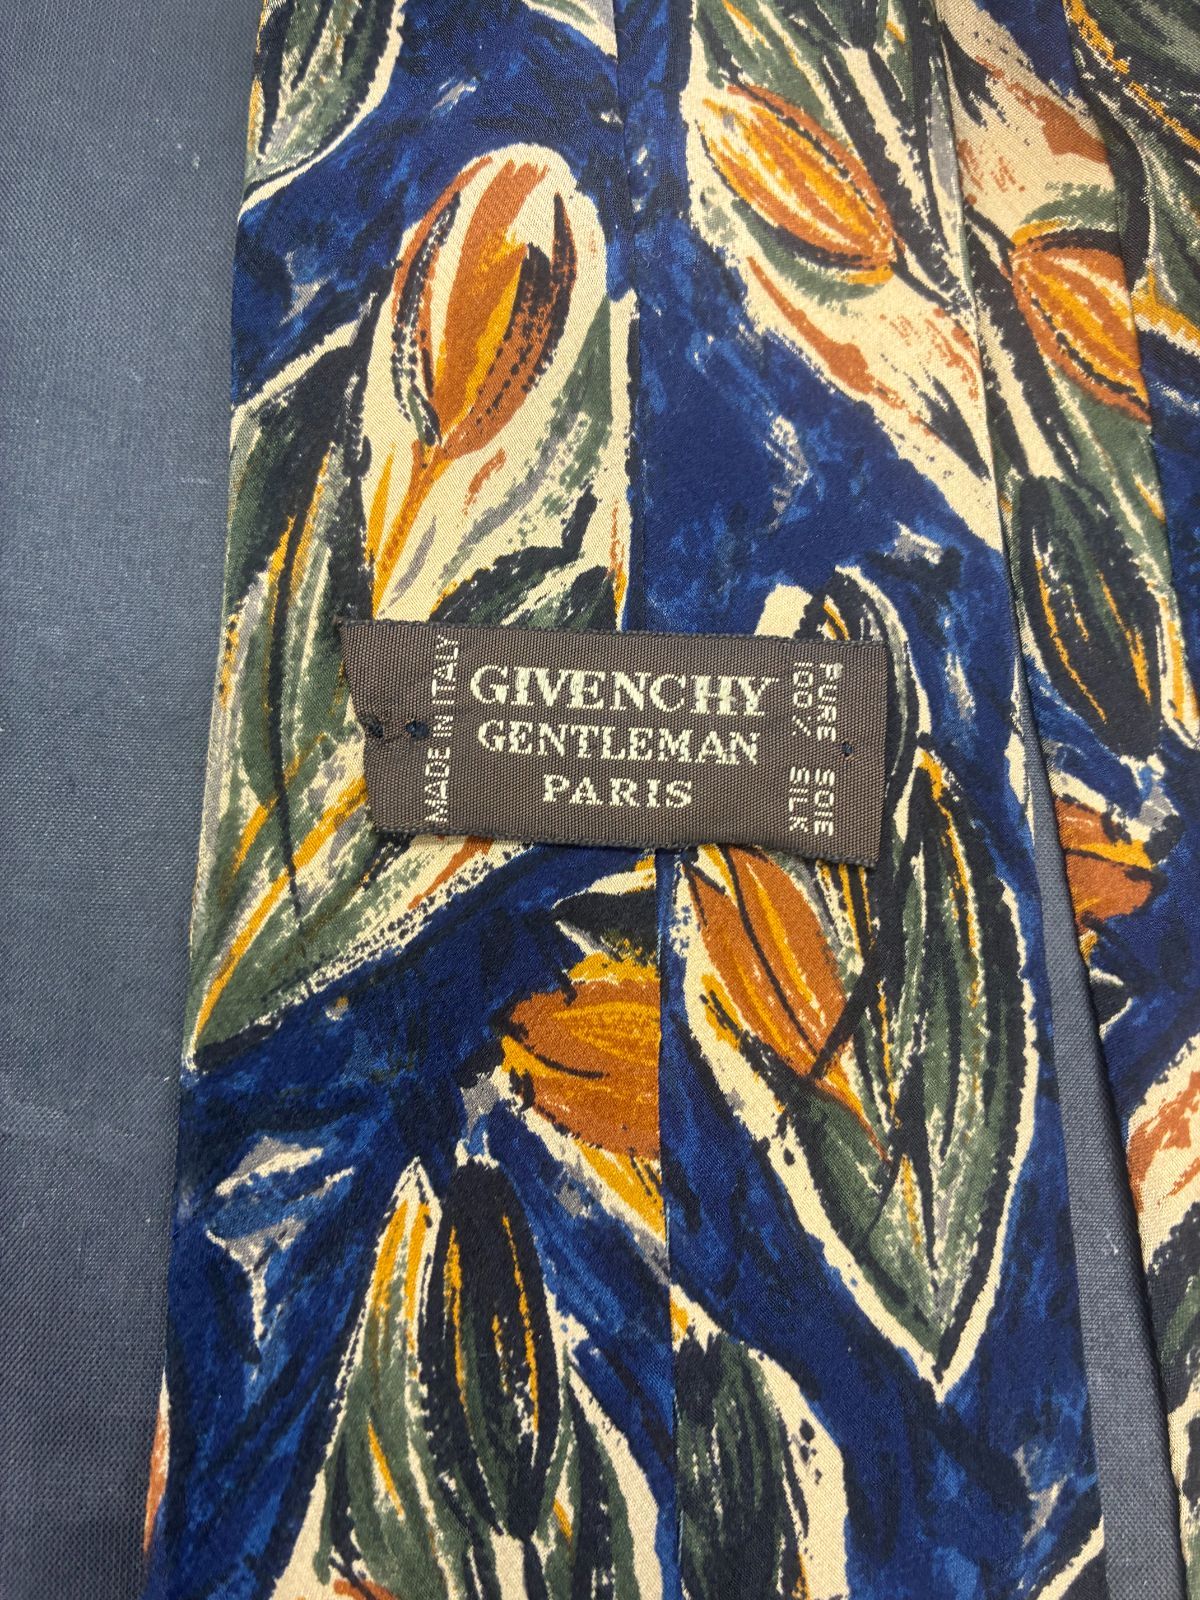 MADE IN ITALY
GIVENCHY
GENTLEMAN
PARIS
PURE SOIE
100% SILK